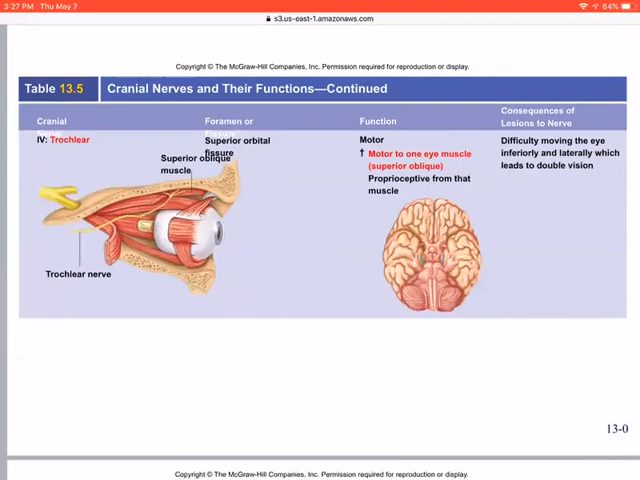 3:27 PM Thu May 7
64%
s3.us-east-1.amazonaws.com
Copyright © The McGraw-Hill Companies, Inc. Permission required for reproduction or display.
Table 13.5 Cranial Nerves and Their Functions—Continued
Cranial
Foramen or
Fissure
Function
Consequences of
Lesions to Nerve
IV: Trochlear
Superior orbital
fissure
Motor
† Motor to one eye muscle
(superior oblique)
Proprioceptive from that
muscle
Difficulty moving the eye
inferiorly and laterally which
leads to double vision
Superior oblique
muscle
Trochlear nerve
13-0
Copyright © The McGraw-Hill Companies, Inc. Permission required for reproduction or display.